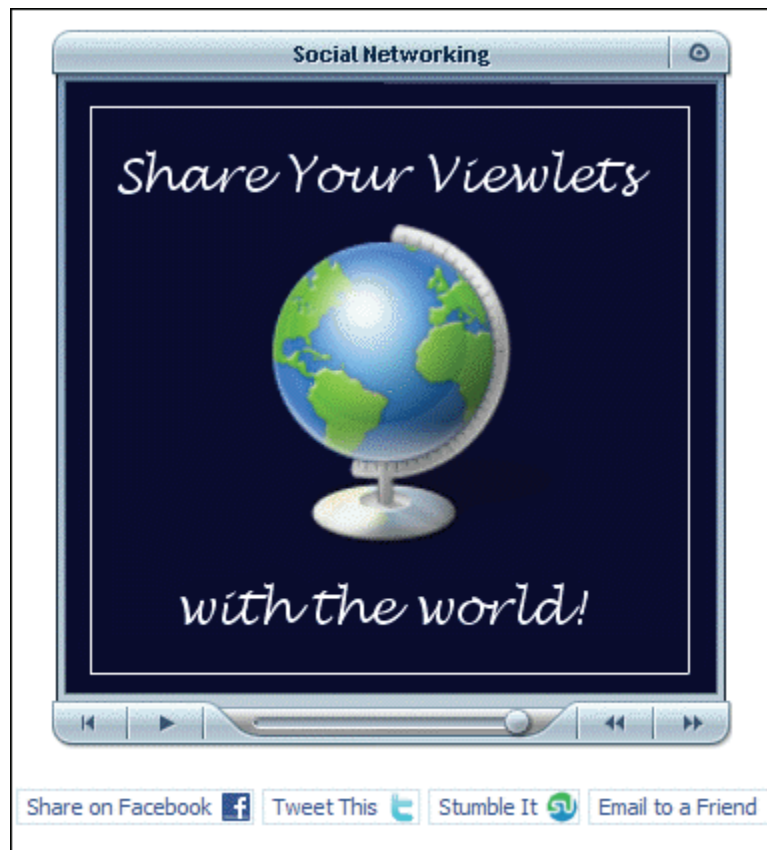 Social Networking
Share Your Viewlets
with the world!
Share on Facebook
Tweet This
Stumble It
Email to a Friend